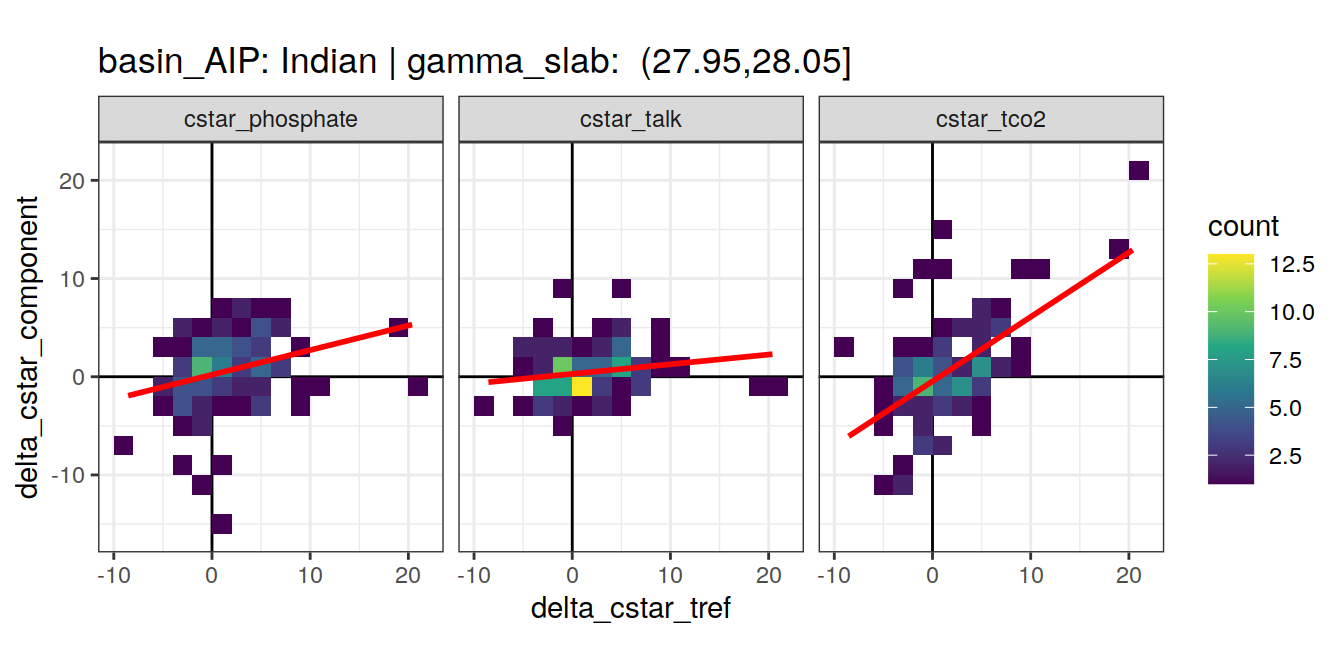 basin_AIP: Indian | gamma_slab:  (27.95,28.05]
cstar_phosphate
cstar_talk
cstar_tco2
delta_cstar_component
20
10
0
-10
-10 0 10 20
-10 0 10 20
-10 0 10 20
delta_cstar_tref
count
12.5
10.0
7.5
5.0
2.5